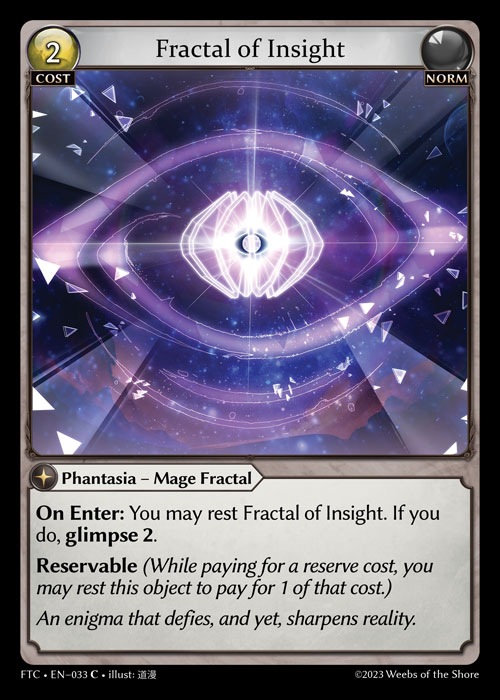 2
Fractal of Insight
COST
NORM
Phantasia – Mage Fractal
On Enter: You may rest Fractal of Insight. If you
do, glimpse 2.
Reservable (While paying for a reserve cost, you
may rest this object to pay for 1 of that cost.)
An enigma that defies, and yet, sharpens reality.
FTC • EN–033 C • illust: 道漫
©2023 Weebs of the Shore